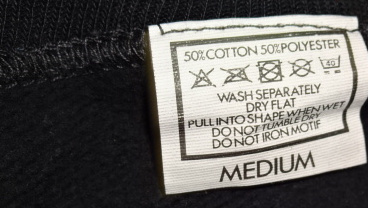 50% COTTON 50% POLYESTER
40
WASH SEPARATELY
DRY FLAT
PULL INTO SHAPE WHEN WET
DO NOT TUMBLE DRY
DO NOT IRON MOTIF
MEDIUM